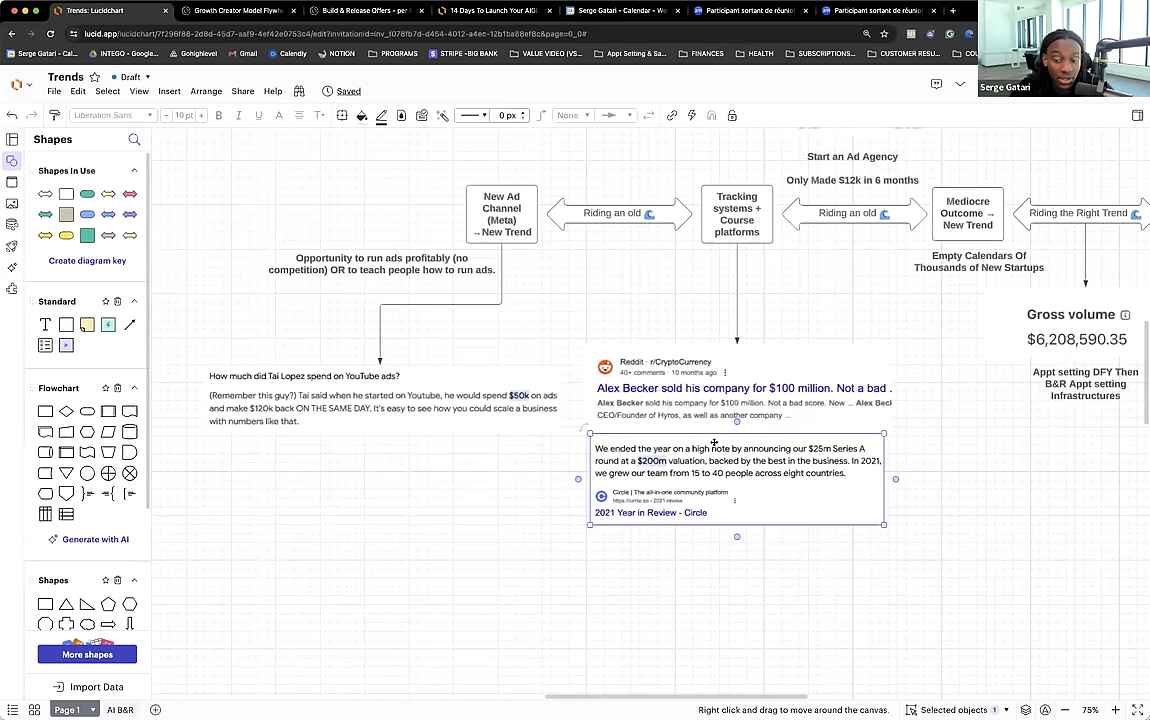 Trends: Lucidchart
Growth Creator Model Flywh
Build & Release Offers - per f
14 Days To Launch Your AIGI
Serge Gatari - Calendar - We
Participant sortant de réunion
Participant sortant de réunion
lucid.app/lucidchart/7f296f88-2d8d-45d7-aaf9-4ef42e0753c4/edit?invitationId=inv_f078fb7d-d454-4012-a4ec-12b1ba88ef8c&page=0_0#
Serge Gatari - Cal...
INTEGO - Google...
Gohighlevel
Gmail
Calendly
NOTION
PROGRAMS
STRIPE -BIG BANK
VALUE VIDEO (VS...
Appt Setting & Sa...
FINANCES
HEALTH
SUBSCRIPTIONS...
CUSTOMER RESU...
COL
Serge Gatari
Trends
Draft
File
Edit
Select
View
Insert
Arrange
Share
Help
Saved
Liberation Sans
10 pt
B
I
U
A
T
0 px
None
Shapes
Shapes In Use
Create diagram key
Standard
T
Flowchart
Generate with AI
Shapes
More shapes
Import Data
Start an Ad Agency
Only Made $12k in 6 months
New Ad
Channel
(Meta)
→New Trend
Riding an old 🌊
Tracking
systems +
Course
platforms
Riding an old 🌊
Mediocre
Outcome →
New Trend
Riding the Right Trend 🌊
Opportunity to run ads profitably (no
competition) OR to teach people how to run ads.
Empty Calendars Of
Thousands of New Startups
Gross volume
$6,208,590.35
Appt setting DFY Then
B&R Appt setting
Infrastructures
How much did Tai Lopez spend on YouTube ads?
(Remember this guy?) Tai said when he started on Youtube, he would spend $50k on ads
and make $120k back ON THE SAME DAY. It's easy to see how you could scale a business
with numbers like that.
Reddit · r/CryptoCurrency
40+ comments · 10 months ago
Alex Becker sold his company for $100 million. Not a bad .
Alex Becker sold his company for $100 million. Not a bad score. Now ... Alex Becl
CEO/Founder of Hyros, as well as another company ...
We ended the year on a high note by announcing our $25m Series A
round at a $200m valuation, backed by the best in the business. In 2021,
we grew our team from 15 to 40 people across eight countries.
Circle | The all-in-one community platform
https://circle.so › 2021-review
2021 Year in Review - Circle
Page 1
AI B&R
Right click and drag to move around the canvas.
Selected objects
1
75%